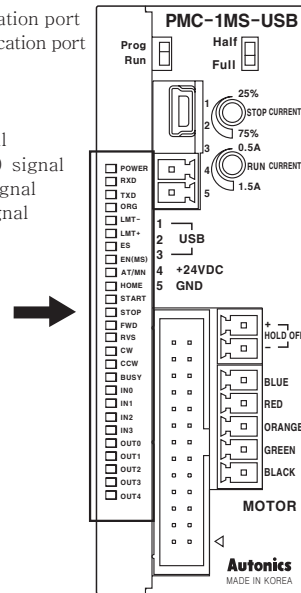 ation port
ication port
l
) signal
ignal
gnal
PMC-1MS-USB
Prog
Run
Half
Full
25%
STOP CURRENT
75%
0.5A
RUN CURRENT
1.5A
1
2
3
4
5
POWER
RXD
TXD
ORG
LMT-
LMT+
ES
EN(MS)
AT/MN
HOME
START
STOP
FWD
RVS
CW
CCW
BUSY
IN0
IN1
IN2
IN3
OUT0
OUT1
OUT2
OUT3
OUT4
1
2 USB
3
4 +24VDC
5 GND
+
HOLD OFF
-
BLUE
RED
ORANGE
GREEN
BLACK
MOTOR
Autonics
MADE IN KOREA